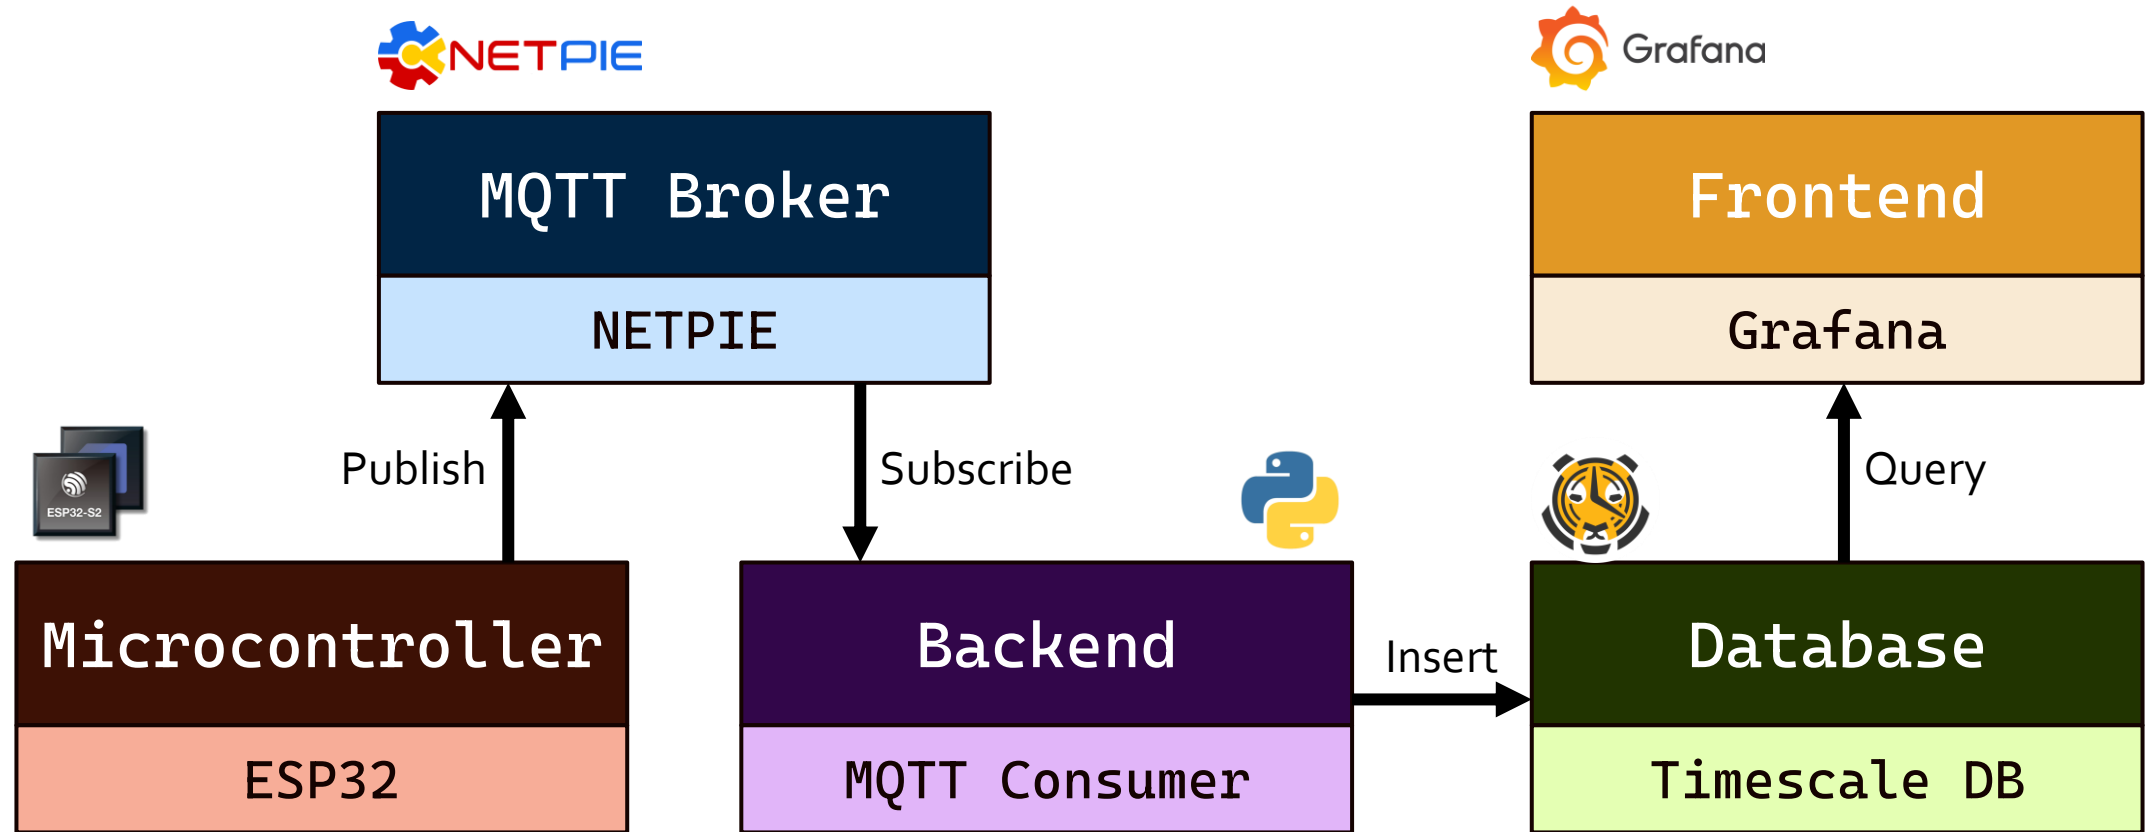 NETPIE
Grafana
MQTT Broker
NETPIE
Frontend
Grafana
Publish
Subscribe
Query
ESP32-S2
Microcontroller
ESP32
Backend
MQTT Consumer
Insert
Database
Timescale DB